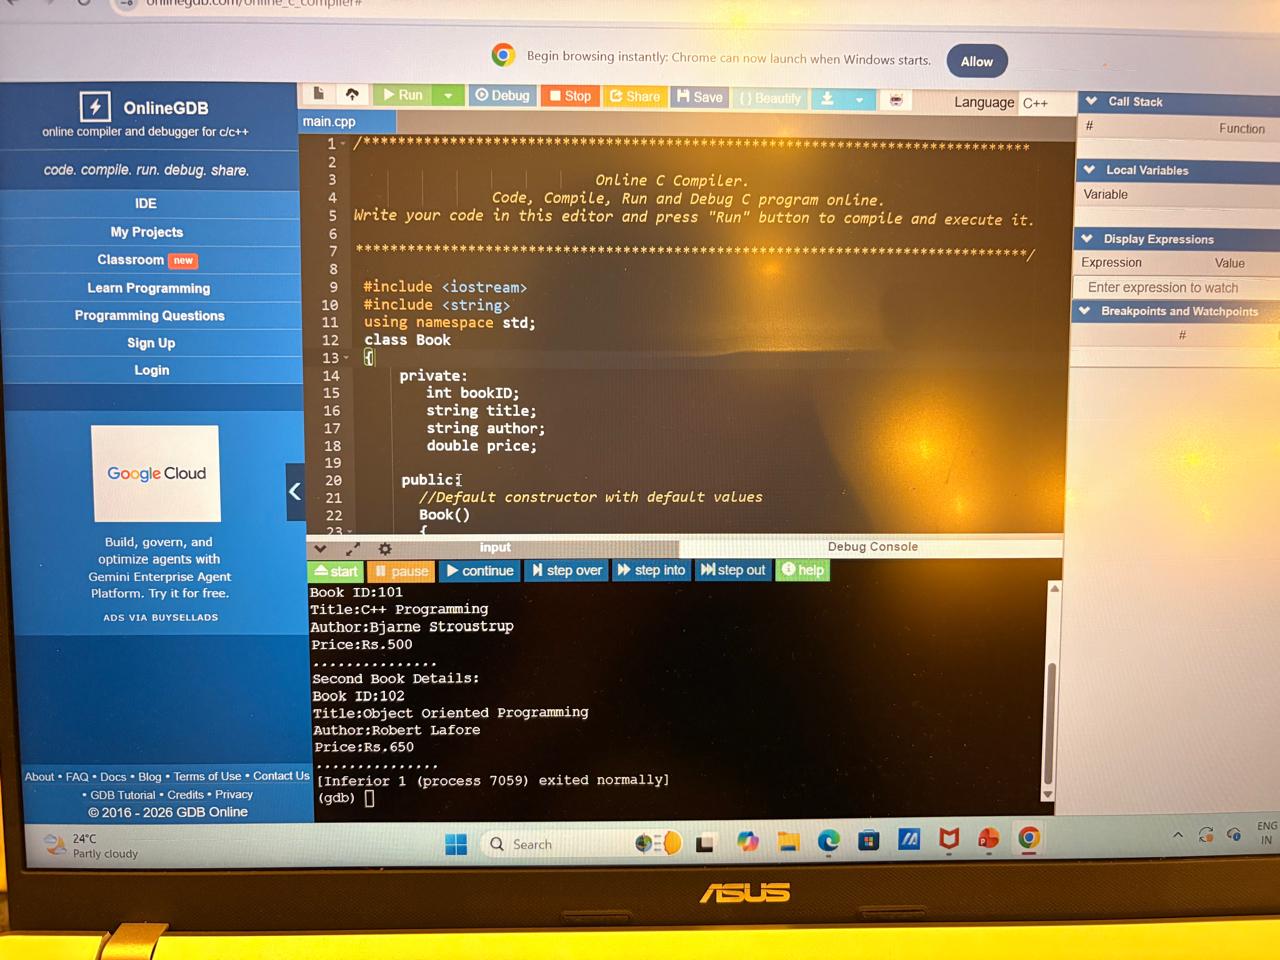 onlinegdb.com/online_c_compiler#
Begin browsing instantly: Chrome can now launch when Windows starts.
Allow
OnlineGDB
online compiler and debugger for c/c++
code. compile. run. debug. share.
IDE
My Projects
Classroom new
Learn Programming
Programming Questions
Sign Up
Login
Google Cloud
Build, govern, and
optimize agents with
Gemini Enterprise Agent
Platform. Try it for free.
ADS VIA BUYSELLADS
About • FAQ • Docs • Blog • Terms of Use • Contact Us
• GDB Tutorial • Credits • Privacy
© 2016 - 2026 GDB Online
Run Debug Stop Share Save { } Beautify Language C++
main.cpp
1 /******************************************************************************
2
3 Online C Compiler.
4 Code, Compile, Run and Debug C program online.
5 Write your code in this editor and press "Run" button to compile and execute it.
6
7 *******************************************************************************/
8
9 #include <iostream>
10 #include <string>
11 using namespace std;
12 class Book
13 {
14 private:
15 int bookID;
16 string title;
17 string author;
18 double price;
19
20 public:
21 //Default constructor with default values
22 Book()
23 {
input Debug Console
start pause continue step over step into step out help
Book ID:101
Title:C++ Programming
Author:Bjarne Stroustrup
Price:Rs.500
...............
Second Book Details:
Book ID:102
Title:Object Oriented Programming
Author:Robert Lafore
Price:Rs.650
...............
[Inferior 1 (process 7059) exited normally]
(gdb)
Call Stack
# Function
Local Variables
Variable
Display Expressions
Expression Value
Enter expression to watch
Breakpoints and Watchpoints
#
24°C
Partly cloudy
Search
ENG
IN
ASUS